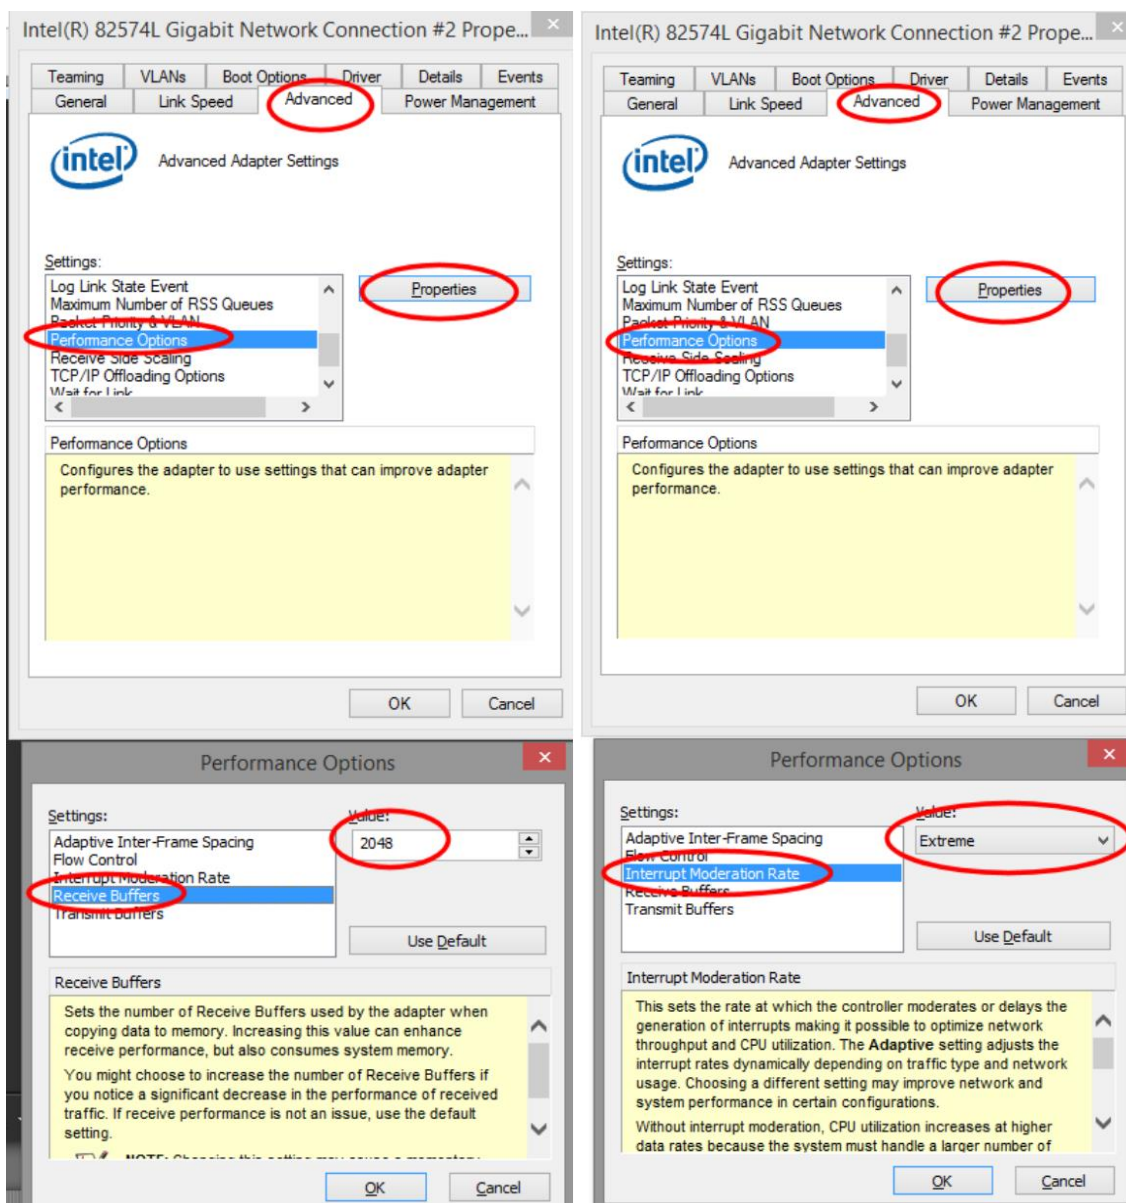 Intel(R) 82574L Gigabit Network Connection #2 Prope...
Teaming VLANs Boot Options Driver Details Events
General Link Speed Advanced Power Management
intel Advanced Adapter Settings
Settings:
Log Link State Event
Properties
Maximum Number of RSS Queues
Packet Priority & VLAN
Performance Options
Receive Side Scaling
TCP/IP Offloading Options
Wait for Link
Performance Options
Configures the adapter to use settings that can improve adapter
performance.
OK Cancel
Intel(R) 82574L Gigabit Network Connection #2 Prope...
Teaming VLANs Boot Options Driver Details Events
General Link Speed Advanced Power Management
intel Advanced Adapter Settings
Settings:
Log Link State Event
Properties
Maximum Number of RSS Queues
Packet Priority & VLAN
Performance Options
Receive Side Scaling
TCP/IP Offloading Options
Wait for Link
Performance Options
Configures the adapter to use settings that can improve adapter
performance.
OK Cancel
Performance Options
Settings: Value:
Adaptive Inter-Frame Spacing
2048
Flow Control
Interrupt Moderation Rate
Receive Buffers
Transmit Buffers
Use Default
Receive Buffers
Sets the number of Receive Buffers used by the adapter when
copying data to memory. Increasing this value can enhance
receive performance, but also consumes system memory.
You might choose to increase the number of Receive Buffers if
you notice a significant decrease in the performance of received
traffic. If receive performance is not an issue, use the default
setting.
NOTE: Changing this setting may cause a momentary
OK Cancel
Performance Options
Settings: Value:
Adaptive Inter-Frame Spacing
Extreme
Flow Control
Interrupt Moderation Rate
Receive Buffers
Transmit Buffers
Use Default
Interrupt Moderation Rate
This sets the rate at which the controller moderates or delays the
generation of interrupts making it possible to optimize network
throughput and CPU utilization. The Adaptive setting adjusts the
interrupt rates dynamically depending on traffic type and network
usage. Choosing a different setting may improve network and
system performance in certain configurations.
Without interrupt moderation, CPU utilization increases at higher
data rates because the system must handle a larger number of
OK Cancel